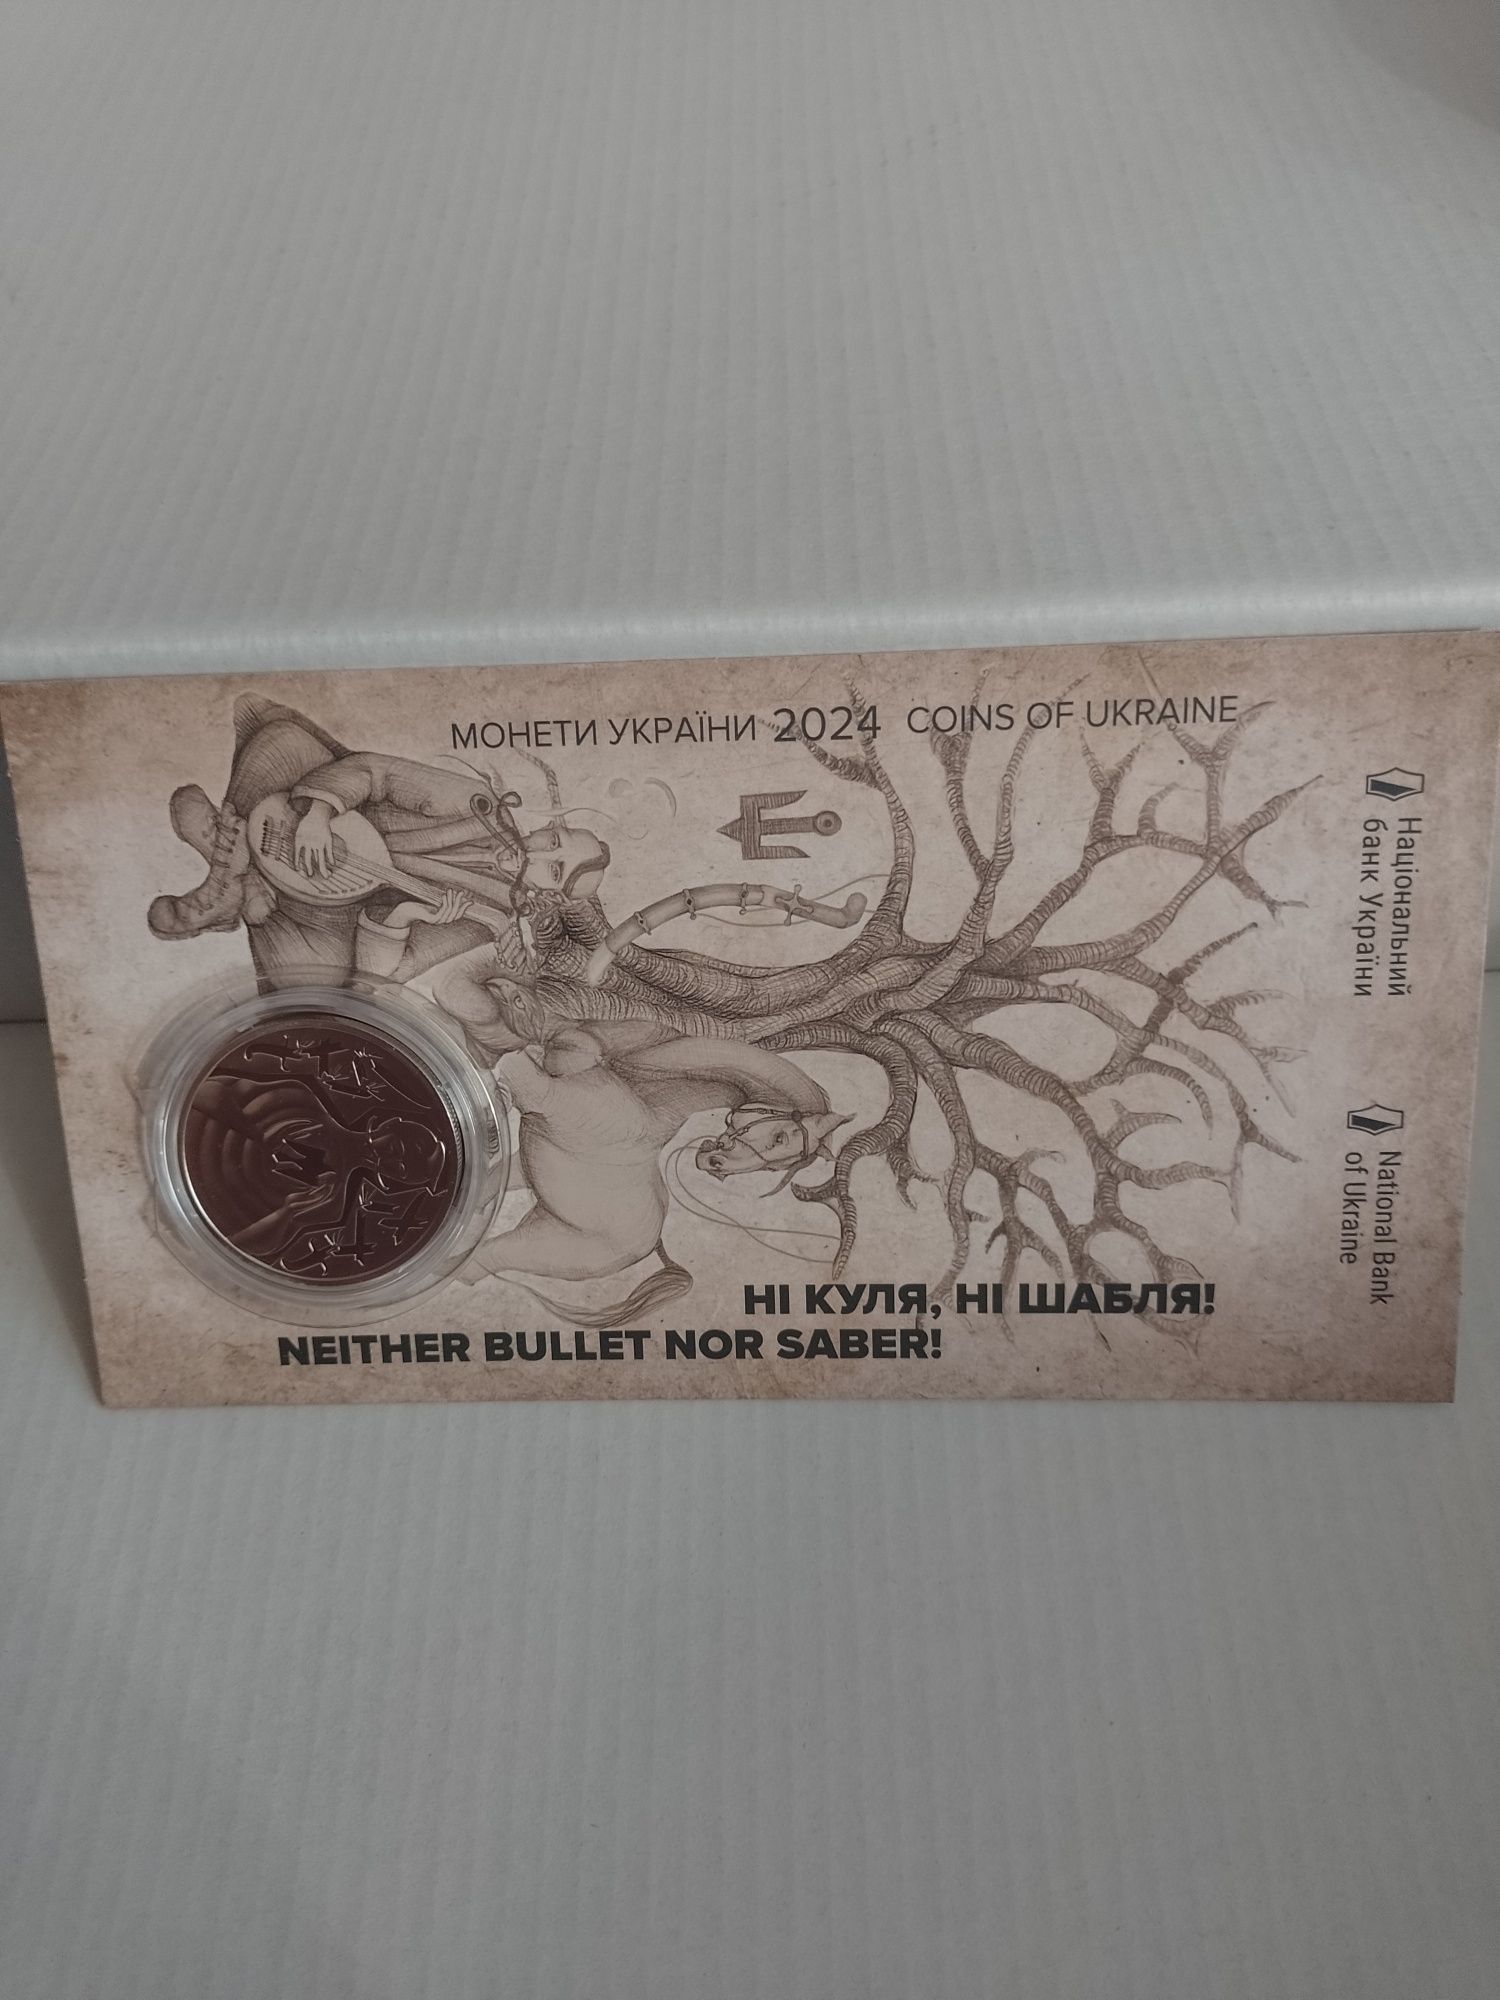 МОНЕТИ УКРАЇНИ 2024 COINS OF UKRAINE
Національний
банк України
National Bank
of Ukraine
НІ КУЛЯ, НІ ШАБЛЯ!
NEITHER BULLET NOR SABER!